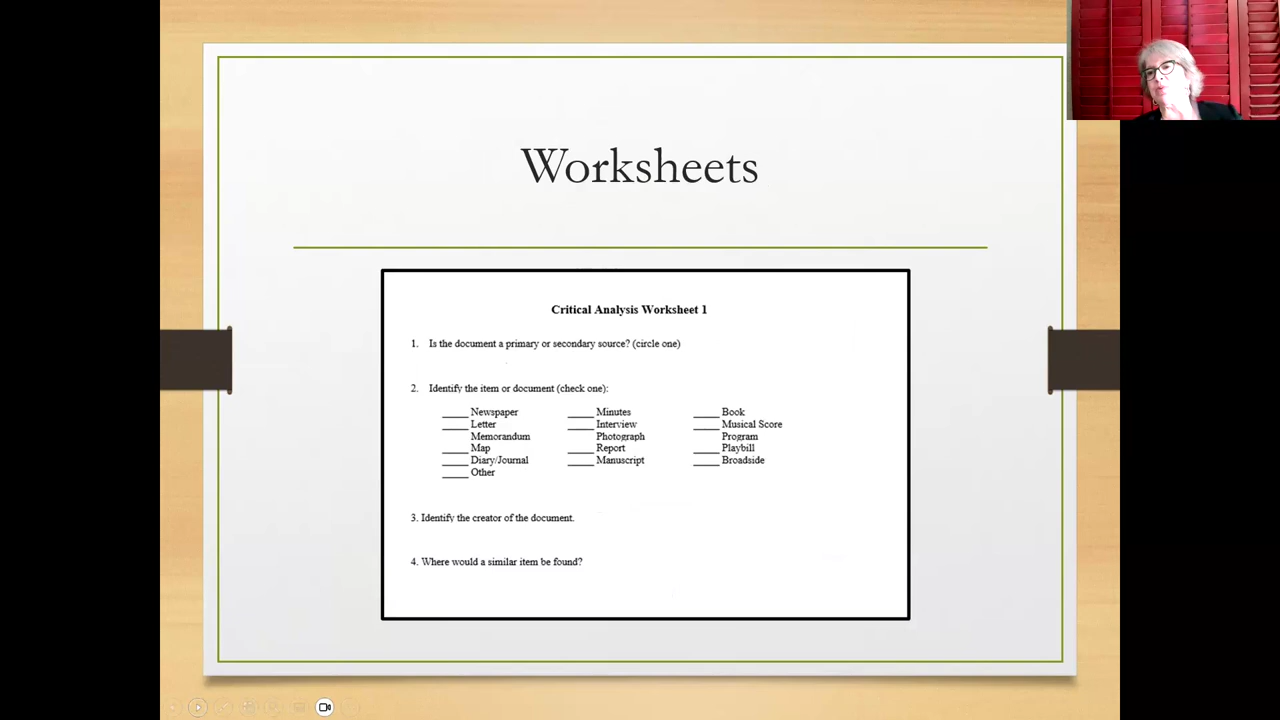 Worksheets
Critical Analysis Worksheet 1
1. Is the document a primary or secondary source? (circle one)
2. Identify the item or document (check one):
_____ Newspaper _____ Minutes _____ Book
_____ Letter _____ Interview _____ Musical Score
_____ Memorandum _____ Photograph _____ Program
_____ Map _____ Report _____ Playbill
_____ Diary/Journal _____ Manuscript _____ Broadside
_____ Other
3. Identify the creator of the document.
4. Where would a similar item be found?